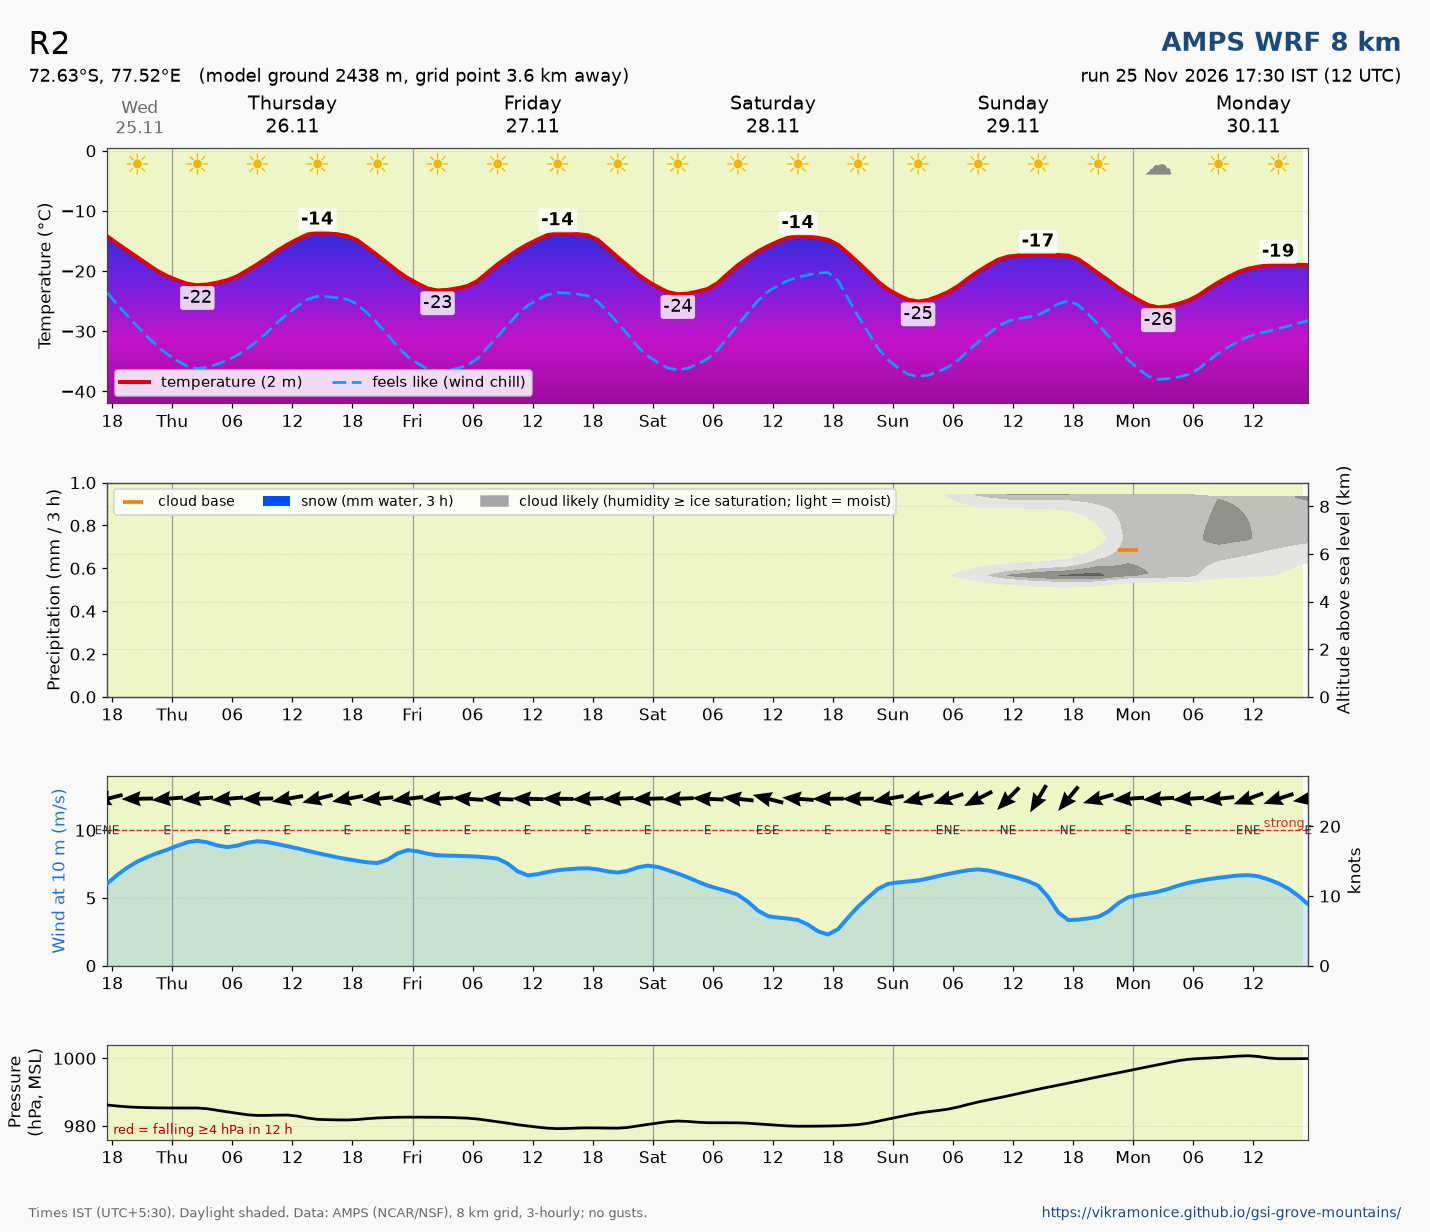 R2
AMPS WRF 8 km
72.63°S, 77.52°E (model ground 2438 m, grid point 3.6 km away)
run 25 Nov 2026 17:30 IST (12 UTC)
Wed Thursday Friday Saturday Sunday Monday
25.11 26.11 27.11 28.11 29.11 30.11
Temperature (°C)
0
−10
−20
−30
−40
-14 -14 -14 -17 -19
-22 -23 -24 -25 -26
temperature (2 m) feels like (wind chill)
18 Thu 06 12 18 Fri 06 12 18 Sat 06 12 18 Sun 06 12 18 Mon 06 12
Precipitation (mm / 3 h)
1.0
0.8
0.6
0.4
0.2
0.0
cloud base snow (mm water, 3 h) cloud likely (humidity ≥ ice saturation; light = moist)
8
6
4
2
0
Altitude above sea level (km)
18 Thu 06 12 18 Fri 06 12 18 Sat 06 12 18 Sun 06 12 18 Mon 06 12
Wind at 10 m (m/s)
10
5
0
ENE E E E E E E E E E E ESE E E ENE NE NE E E ENE E
strong
20
10
0
knots
18 Thu 06 12 18 Fri 06 12 18 Sat 06 12 18 Sun 06 12 18 Mon 06 12
Pressure
(hPa, MSL)
1000
980
red = falling ≥4 hPa in 12 h
18 Thu 06 12 18 Fri 06 12 18 Sat 06 12 18 Sun 06 12 18 Mon 06 12
Times IST (UTC+5:30). Daylight shaded. Data: AMPS (NCAR/NSF), 8 km grid, 3-hourly; no gusts.
https://vikramonice.github.io/gsi-grove-mountains/